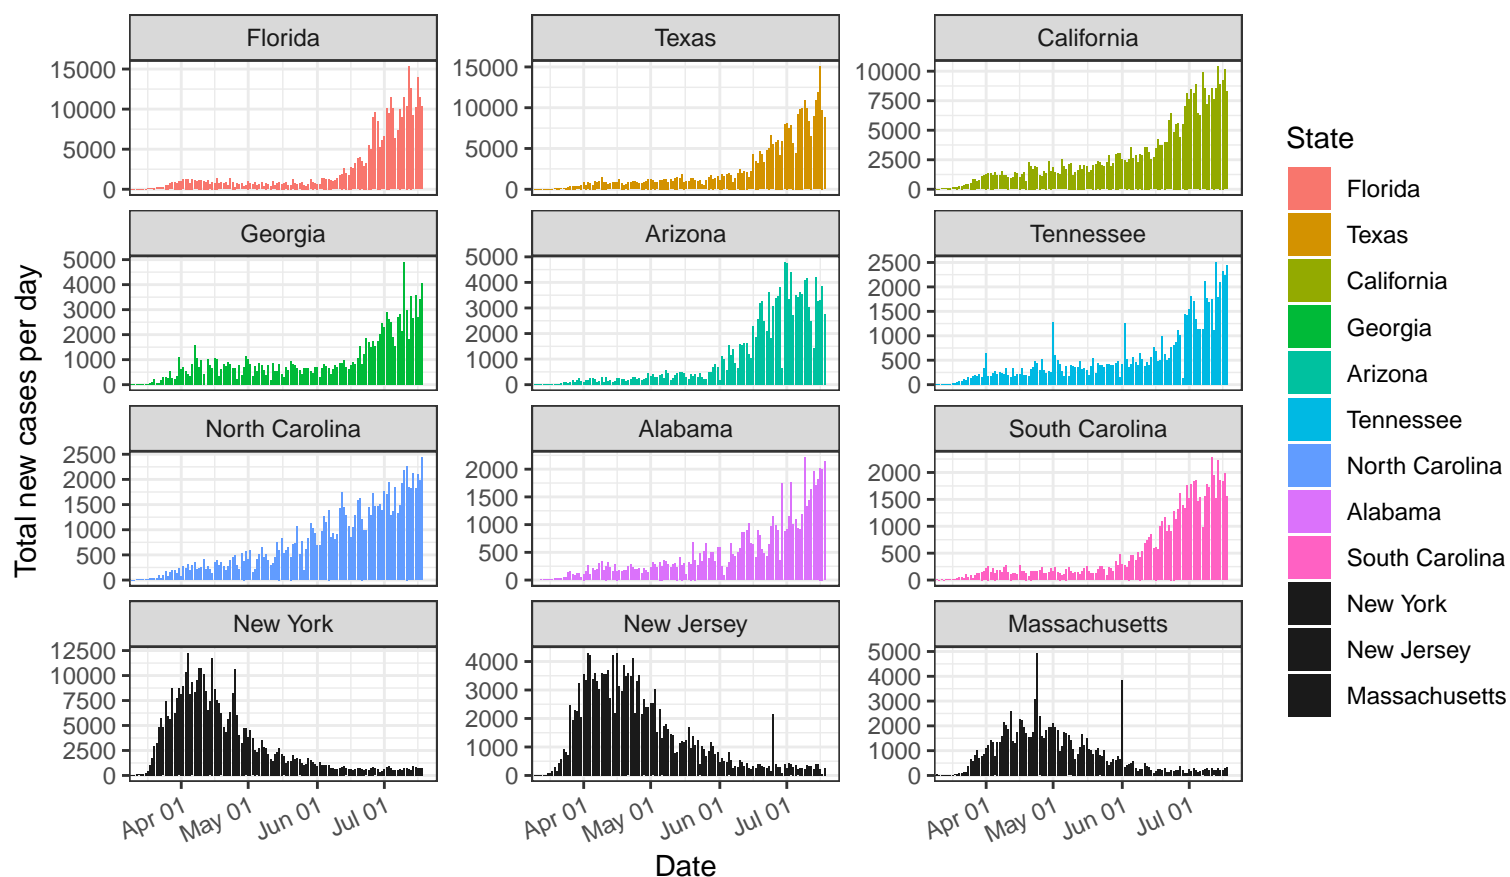 Florida Texas California
15000
10000
5000
0
15000
10000
5000
0
10000
7500
5000
2500
0
Georgia Arizona Tennessee
5000
4000
3000
2000
1000
0
5000
4000
3000
2000
1000
0
2500
2000
1500
1000
500
0
North Carolina Alabama South Carolina
2500
2000
1500
1000
500
0
2000
1500
1000
500
0
2000
1500
1000
500
0
New York New Jersey Massachusetts
12500
10000
7500
5000
2500
0
4000
3000
2000
1000
0
5000
4000
3000
2000
1000
0
Apr 01 May 01 Jun 01 Jul 01
Apr 01 May 01 Jun 01 Jul 01
Apr 01 May 01 Jun 01 Jul 01
Date
Total new cases per day
State
Florida
Texas
California
Georgia
Arizona
Tennessee
North Carolina
Alabama
South Carolina
New York
New Jersey
Massachusetts